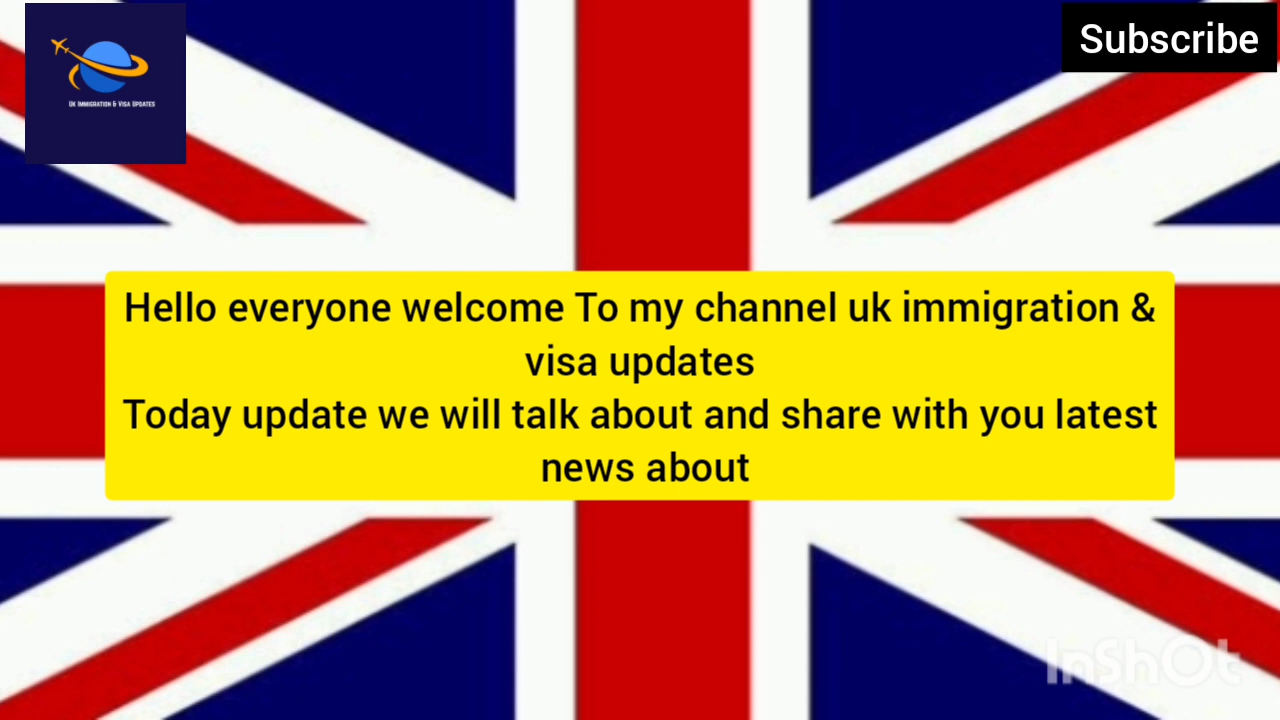 Subscribe
UK IMMIGRATION & VISA UPDATES
Hello everyone welcome To my channel uk immigration &
visa updates
Today update we will talk about and share with you latest
news about
InShOt